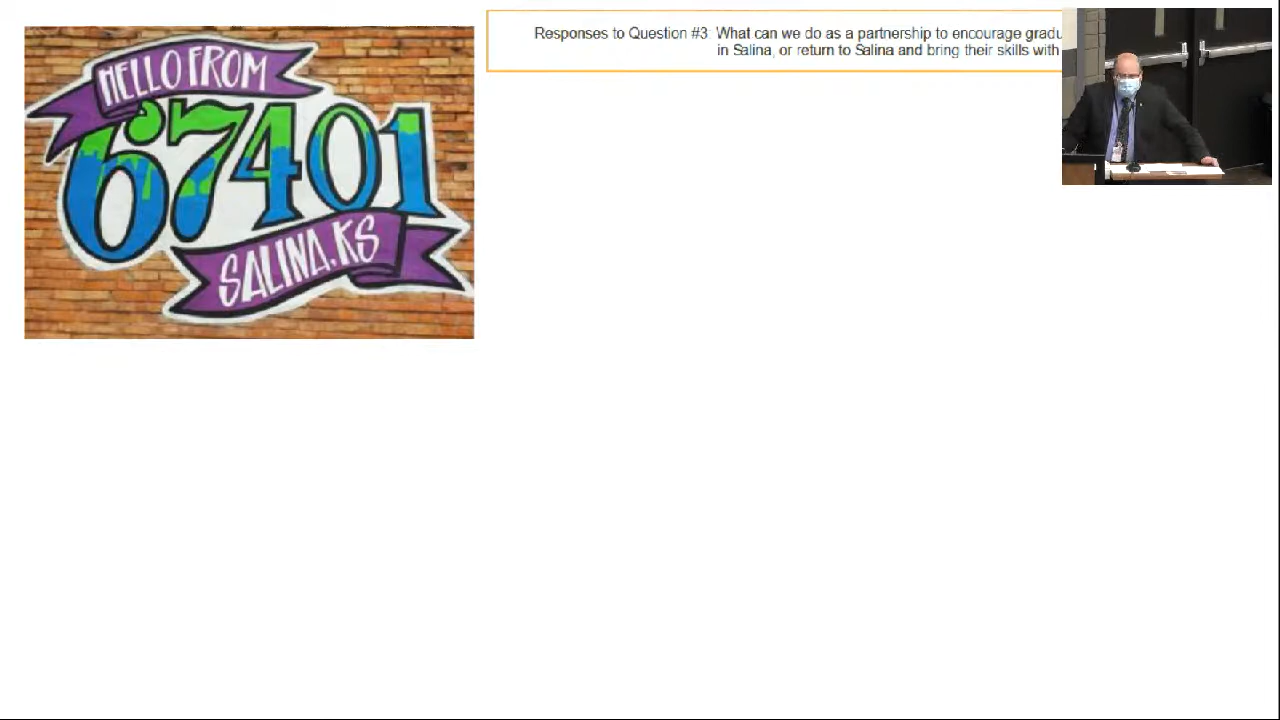 HELLO FROM
67401
SALINA, KS
Responses to Question #3 What can we do as a partnership to encourage
in Salina, or return to Salina and bring their skills with